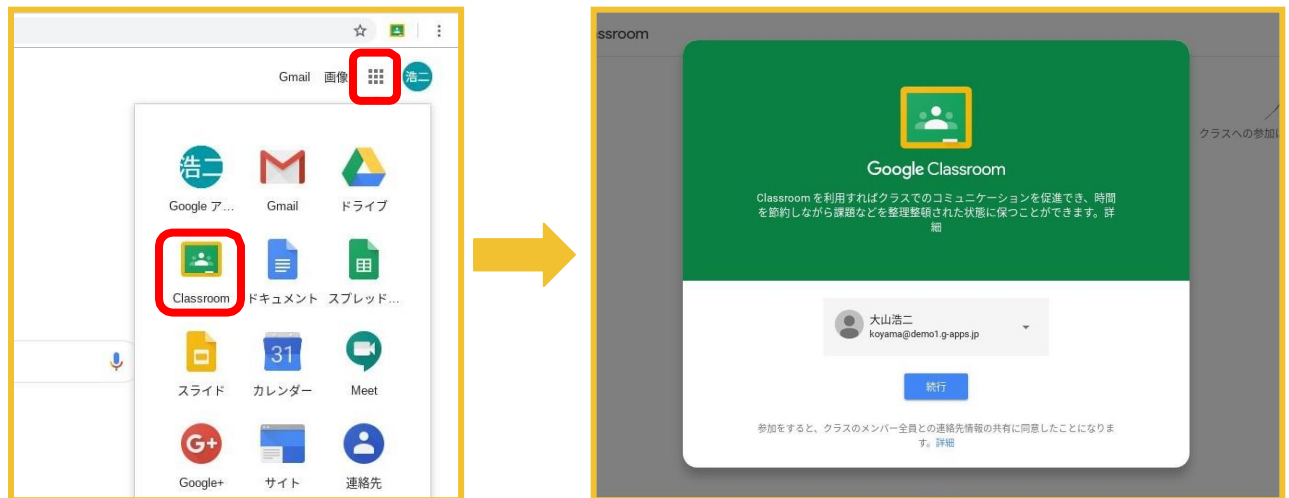 Gmail 画像 浩二
浩二
Google ア... Gmail ドライブ
Classroom ドキュメント スプレッド...
31
スライド カレンダー Meet
G+
Google+ サイト 連絡先
ssroom
クラスへの参加
Google Classroom
Classroom を利用すればクラスでのコミュニケーションを促進でき、時間
を節約しながら課題などを整理整頓された状態に保つことができます。詳
細
大山浩二
koyama@demo1.g-apps.jp
続行
参加をすると、クラスのメンバー全員との連絡先情報の共有に同意したことになりま
す。詳細